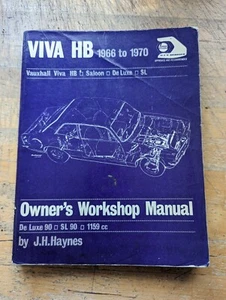 VIVA HB 1966 to 1970
Vauxhall Viva HB □ Saloon □ De Luxe □ SL
Owner's Workshop Manual
De Luxe 90 □ SL 90 □ 1159 cc
by J.H.Haynes